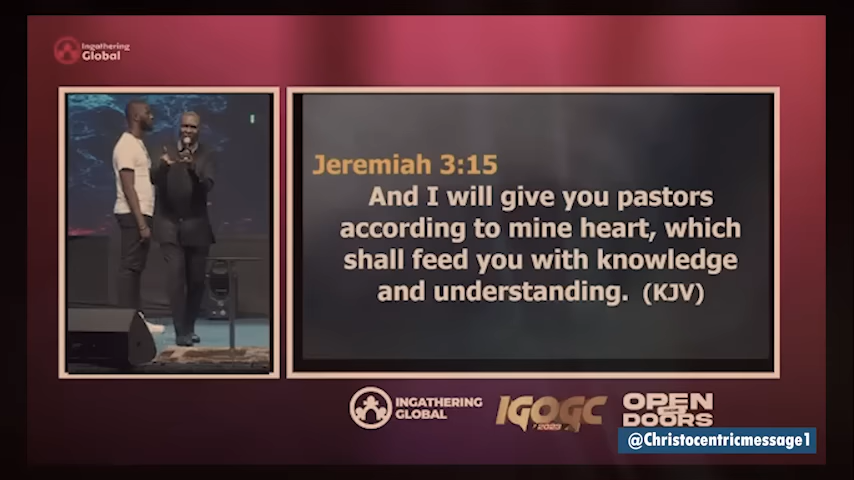 Ingathering
Global
Jeremiah 3:15
And I will give you pastors
according to mine heart, which
shall feed you with knowledge
and understanding. (KJV)
INGATHERING
GLOBAL
IGOGC
2023
OPEN
DOORS
@Christocentricmessage1